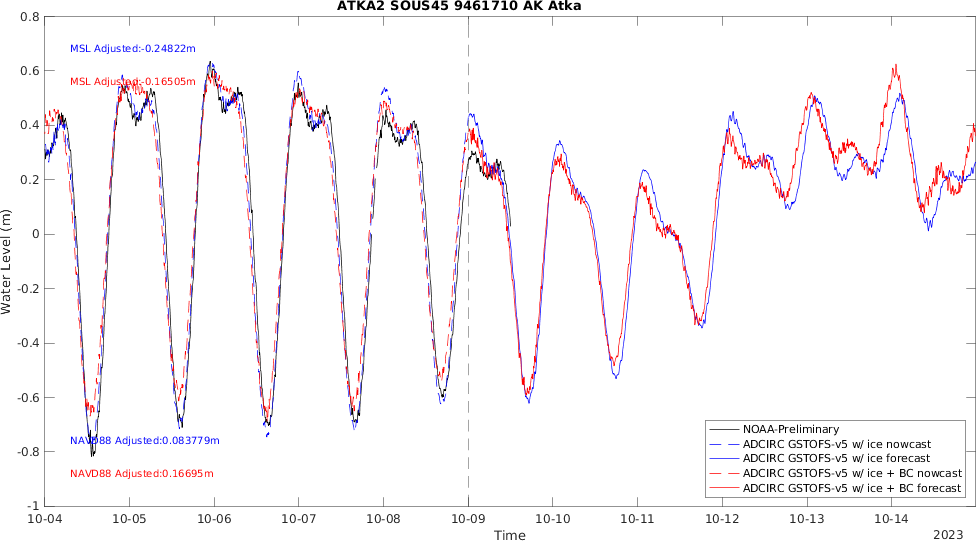 ATKA2 SOUS45 9461710 AK Atka
0.8
0.6
0.4
0.2
0
-0.2
-0.4
-0.6
-0.8
-1
Water Level (m)
MSL Adjusted:-0.24822m
MSL Adjusted:-0.16505m
NAVD88 Adjusted:0.083779m
NAVD88 Adjusted:0.16695m
NOAA-Preliminary
ADCIRC GSTOFS-v5 w/ ice nowcast
ADCIRC GSTOFS-v5 w/ ice forecast
ADCIRC GSTOFS-v5 w/ ice + BC nowcast
ADCIRC GSTOFS-v5 w/ ice + BC forecast
10-04 10-05 10-06 10-07 10-08 10-09 10-10 10-11 10-12 10-13 10-14
Time
2023